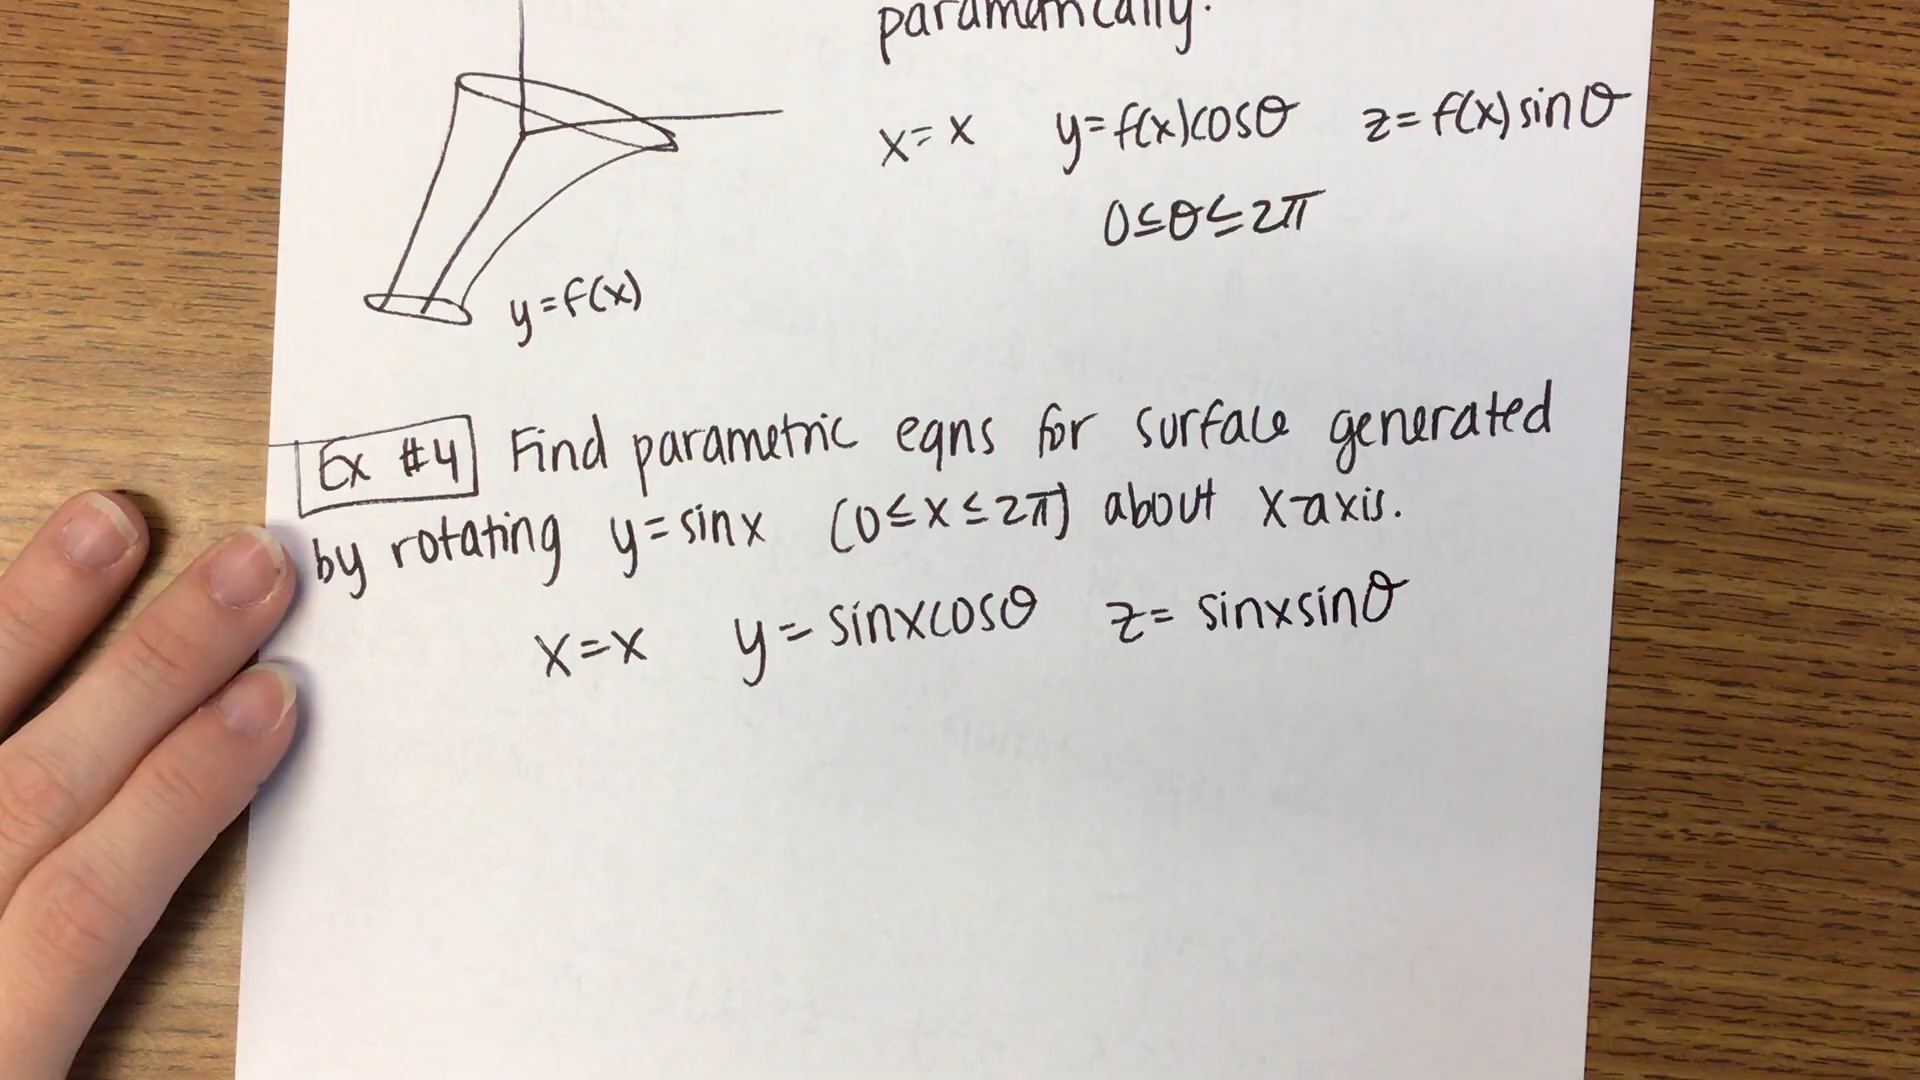 parametrically.
x=x y=f(x)cosθ z=f(x)sinθ
0≤θ≤2π
y=f(x)
Ex #4 Find parametric eqns for surface generated
by rotating y=sinx (0≤x≤2π) about x-axis.
x=x y=sinxcosθ z=sinxsinθ